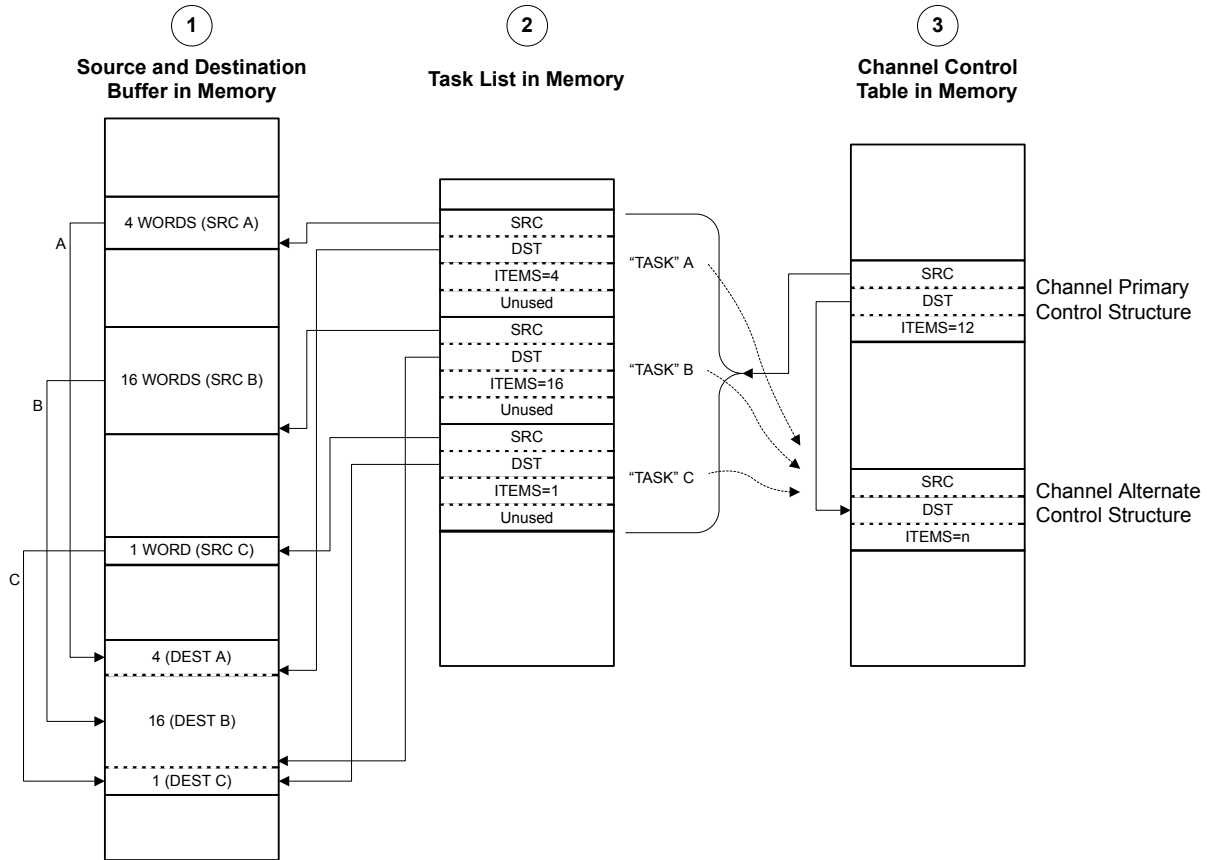 1
Source and Destination
Buffer in Memory
4 WORDS (SRC A)
A
16 WORDS (SRC B)
B
1 WORD (SRC C)
C
4 (DEST A)
16 (DEST B)
1 (DEST C)
2
Task List in Memory
SRC
DST
ITEMS=4
Unused
"TASK" A
SRC
DST
ITEMS=16
Unused
"TASK" B
SRC
DST
ITEMS=1
Unused
"TASK" C
3
Channel Control
Table in Memory
SRC
DST
ITEMS=12
Channel Primary
Control Structure
SRC
DST
ITEMS=n
Channel Alternate
Control Structure